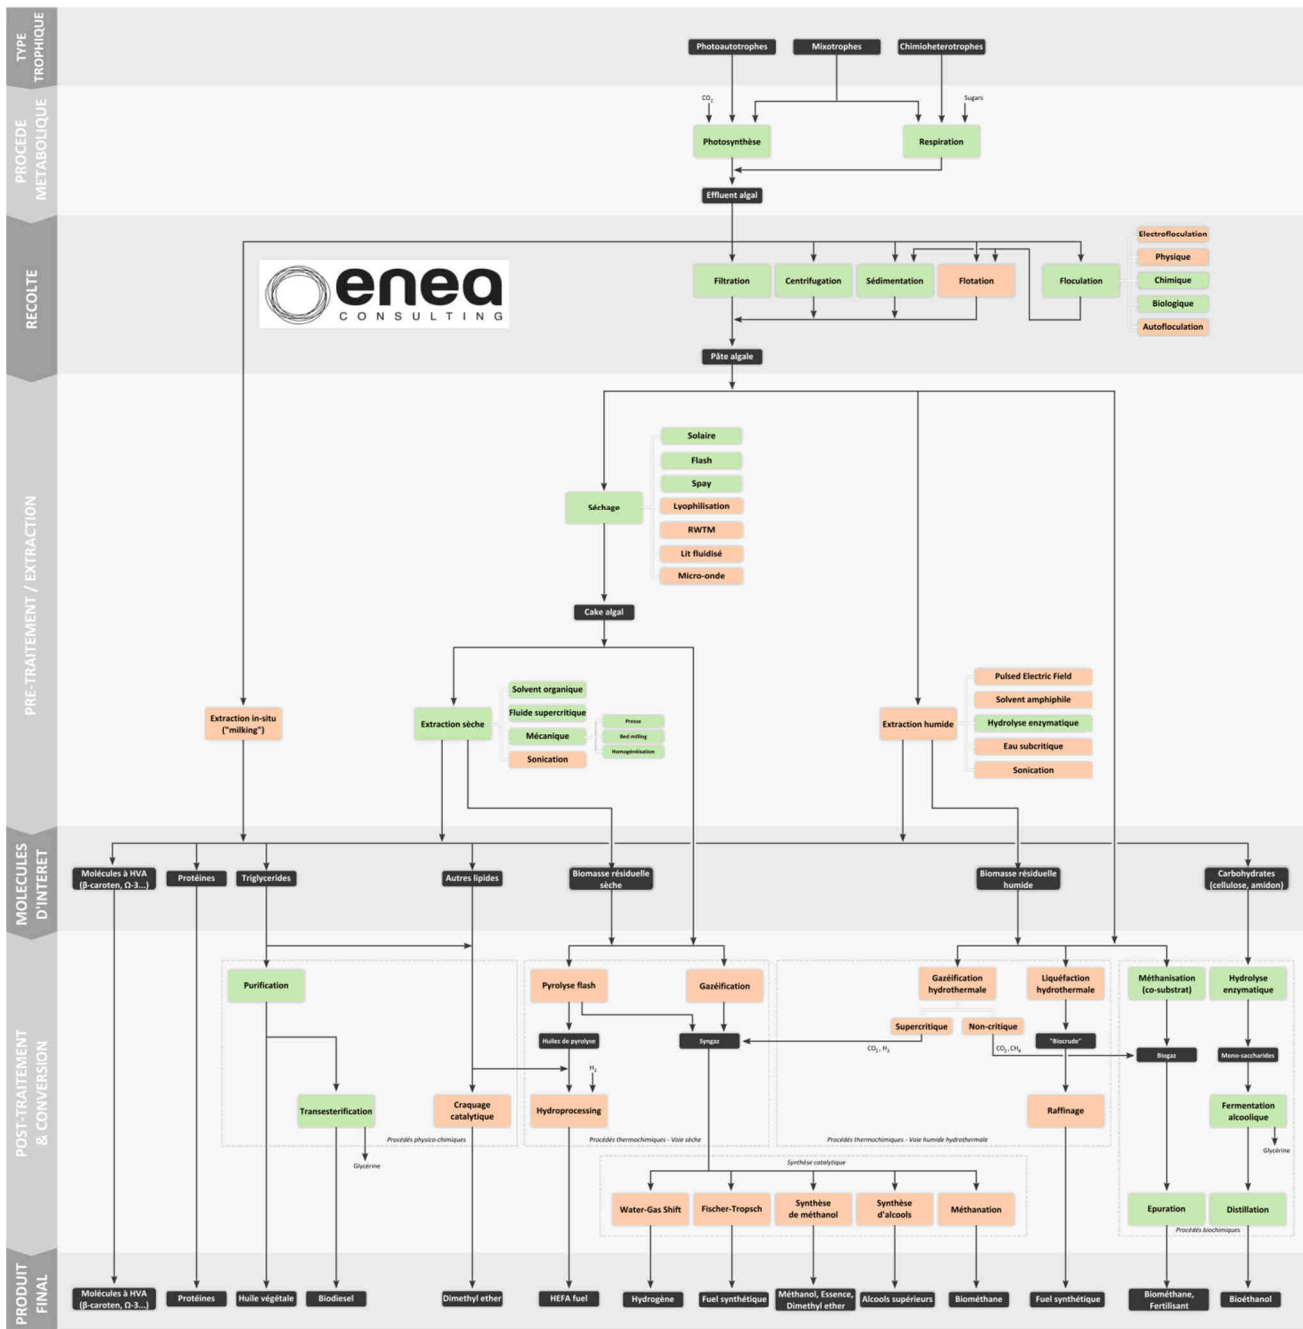 TYPE
TROPHIQUE
Photoautotrophes
Mixotrophes
Chimioheterotrophes
PROCEDE
METABOLIQUE
CO2
Sugars
Photosynthèse
Respiration
Effluent algal
RECOLTE
enea
CONSULTING
Filtration
Centrifugation
Sédimentation
Flotation
Floculation
Electrofloculation
Physique
Chimique
Biologique
Autofloculation
Pâte algale
PRE-TRAITEMENT / EXTRACTION
Séchage
Solaire
Flash
Spay
Lyophilisation
RWTM
Lit fluidisé
Micro-onde
Cake algal
Extraction in-situ
("milking")
Extraction sèche
Solvent organique
Fluide supercritique
Mécanique
Sonication
Presse
Bed milling
Homogénéisation
Extraction humide
Pulsed Electric Field
Solvent amphiphile
Hydrolyse enzymatique
Eau subcritique
Sonication
MOLECULES
D'INTERET
Molécules à HVA
(β-caroten, Ω-3...)
Protéines
Triglycerides
Autres lipides
Biomasse résiduelle
sèche
Biomasse résiduelle
humide
Carbohydrates
(cellulose, amidon)
POST-TRAITEMENT
& CONVERSION
Purification
Pyrolyse flash
Gazéification
Gazéification
hydrothermale
Liquéfaction
hydrothermale
Méthanisation
(co-substrat)
Hydrolyse
enzymatique
Supercritique
Non-critique
Huiles de pyrolyse
Syngaz
CO2, H2
CO2, CH4
"Biocrude"
Biogaz
Mono-saccharides
H2
Transesterification
Craquage
catalytique
Hydroprocessing
Raffinage
Fermentation
alcoolique
Procédés physico-chimiques
Procédés thermochimiques - Voie sèche
Procédés thermochimiques - Voie humide hydrothermale
Glycérine
Glycérine
Synthèse catalytique
Water-Gas Shift
Fischer-Tropsch
Synthèse
de méthanol
Synthèse
d'alcools
Méthanation
Epuration
Distillation
Procédés biochimiques
PRODUIT
FINAL
Molécules à HVA
(β-caroten, Ω-3...)
Protéines
Huile végétale
Biodiesel
Dimethyl ether
HEFA fuel
Hydrogène
Fuel synthétique
Méthanol, Essence,
Dimethyl ether
Alcools supérieurs
Biométhane
Fuel synthétique
Biométhane,
Fertilisant
Bioéthanol